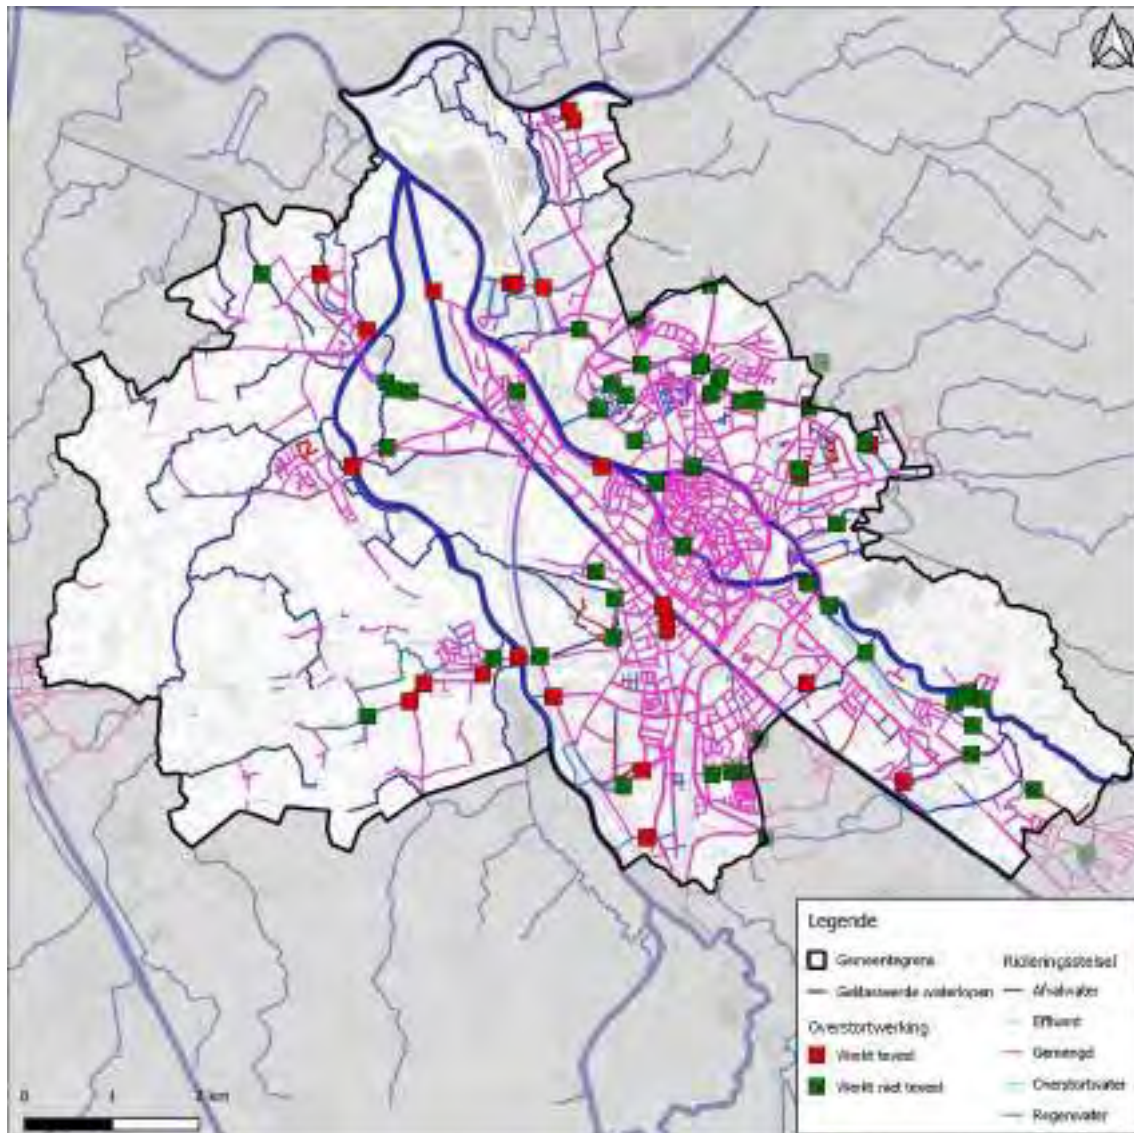 Legende
Gemeentegrens
Geklasseerde waterlopen
Overstortwerking
Werkt teveel
Werkt niet teveel
Rioleringsstelsel
Afvalwater
Effluent
Gemengd
Overstortwater
Regenwater
0 1 2 km